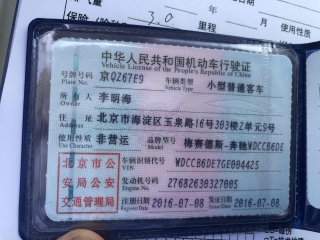 使用性质
保险
3.0
里程
中华人民共和国机动车行驶证
Vehicle License of the People's Republic of China
号牌号码 京Q267F9 车辆类型 小型普通客车
Plate No. Vehicle Type
所有人 李明海
Owner
住址 北京市海淀区玉泉路16号303楼2单元9号
Address
使用性质 非营运 品牌型号 梅赛德斯-奔驰WDCCB6DE
Use Character Model
北京市公 车辆识别代号 WDCCB6DE7GE004425
VIN
安局公安 发动机号码 27682630327005
Engine No.
交通管理局 注册日期 2016-07-08 发证日期 2016-07-08
Register Date Issue Date